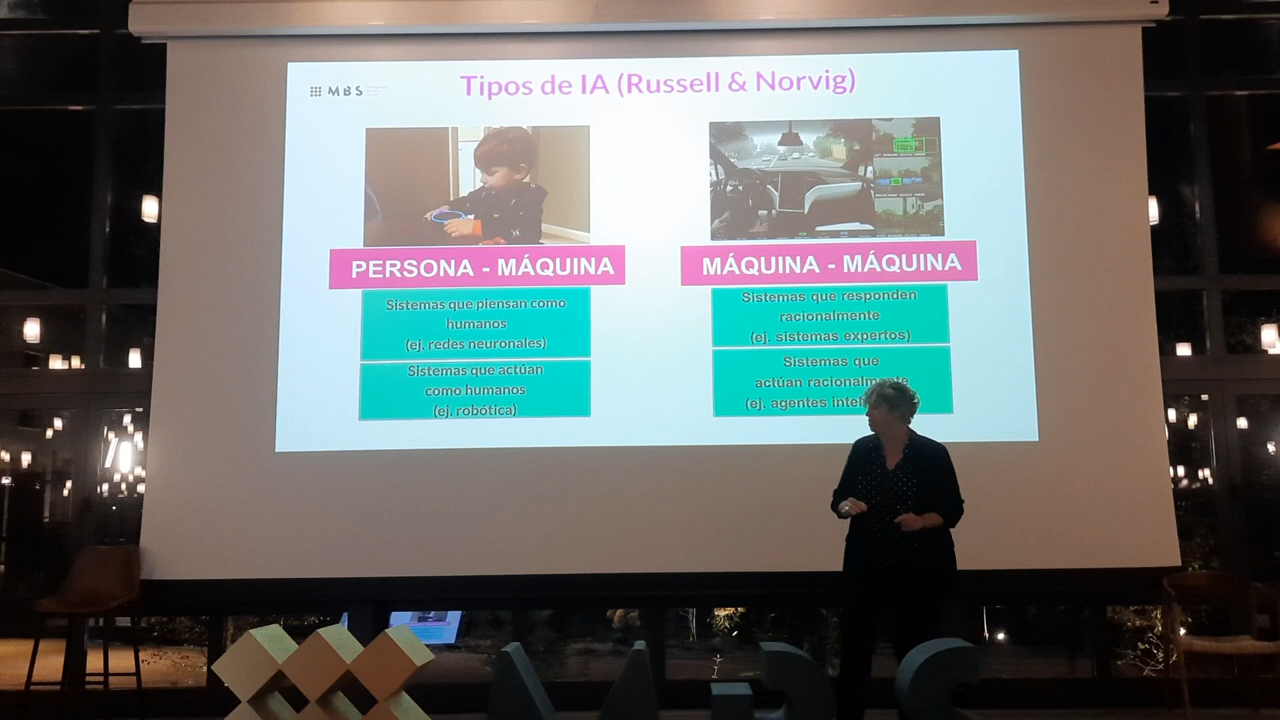 Tipos de IA (Russell & Norvig)
MBS
PERSONA - MÁQUINA
Sistemas que piensan como
humanos
(ej. redes neuronales)
Sistemas que actúan
como humanos
(ej. robótica)
MÁQUINA - MÁQUINA
Sistemas que responden
racionalmente
(ej. sistemas expertos)
Sistemas que
actúan racionalmente
(ej. agentes